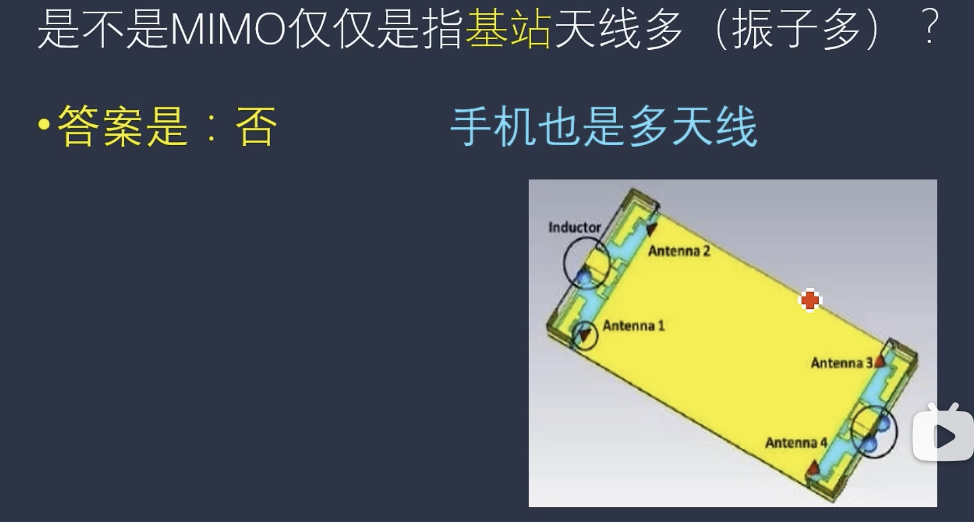 是不是MIMO仅仅是指基站天线多（振子多）？
•答案是：否
手机也是多天线
Inductor
Antenna 2
Antenna 1
Antenna 3
Antenna 4